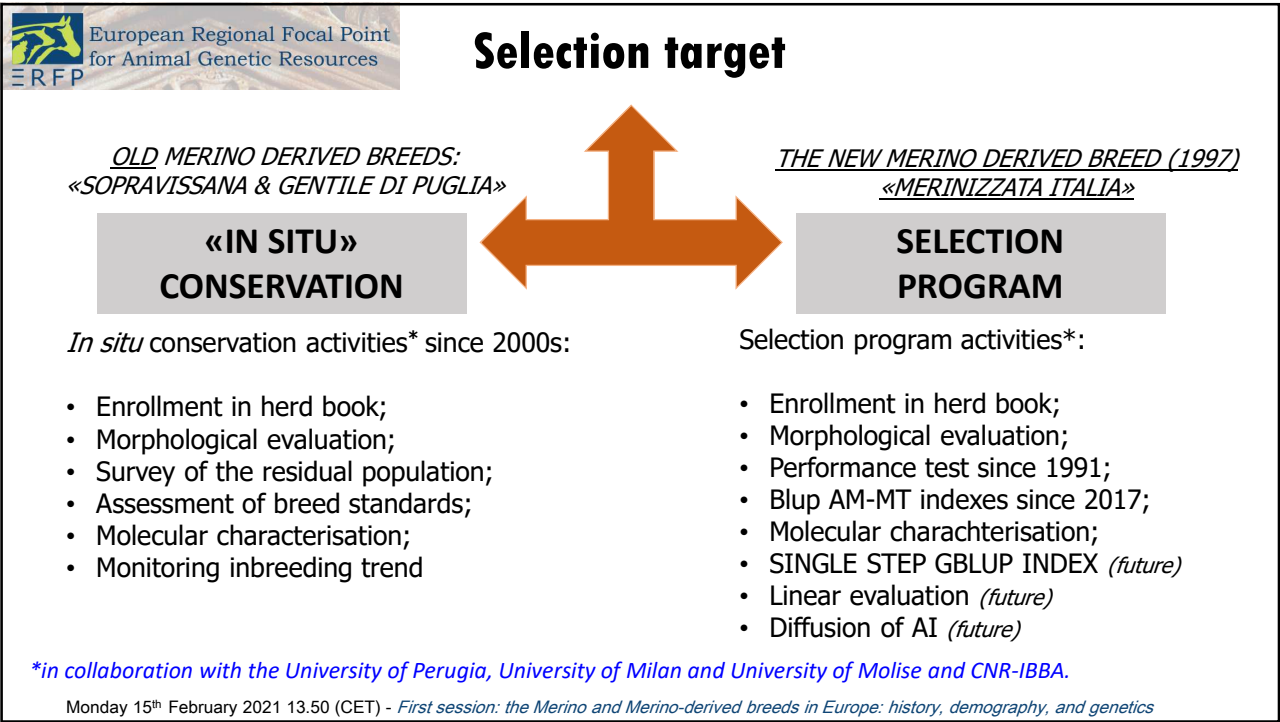 European Regional Focal Point
for Animal Genetic Resources
ERFP
Selection target
OLD MERINO DERIVED BREEDS:
«SOPRAVISSANA & GENTILE DI PUGLIA»
«IN SITU»
CONSERVATION
In situ conservation activities* since 2000s:
• Enrollment in herd book;
• Morphological evaluation;
• Survey of the residual population;
• Assessment of breed standards;
• Molecular characterisation;
• Monitoring inbreeding trend
THE NEW MERINO DERIVED BREED (1997)
«MERINIZZATA ITALIA»
SELECTION
PROGRAM
Selection program activities*:
• Enrollment in herd book;
• Morphological evaluation;
• Performance test since 1991;
• Blup AM-MT indexes since 2017;
• Molecular charachterisation;
• SINGLE STEP GBLUP INDEX (future)
• Linear evaluation (future)
• Diffusion of AI (future)
*in collaboration with the University of Perugia, University of Milan and University of Molise and CNR-IBBA.
Monday 15th February 2021 13.50 (CET) - First session: the Merino and Merino-derived breeds in Europe: history, demography, and genetics